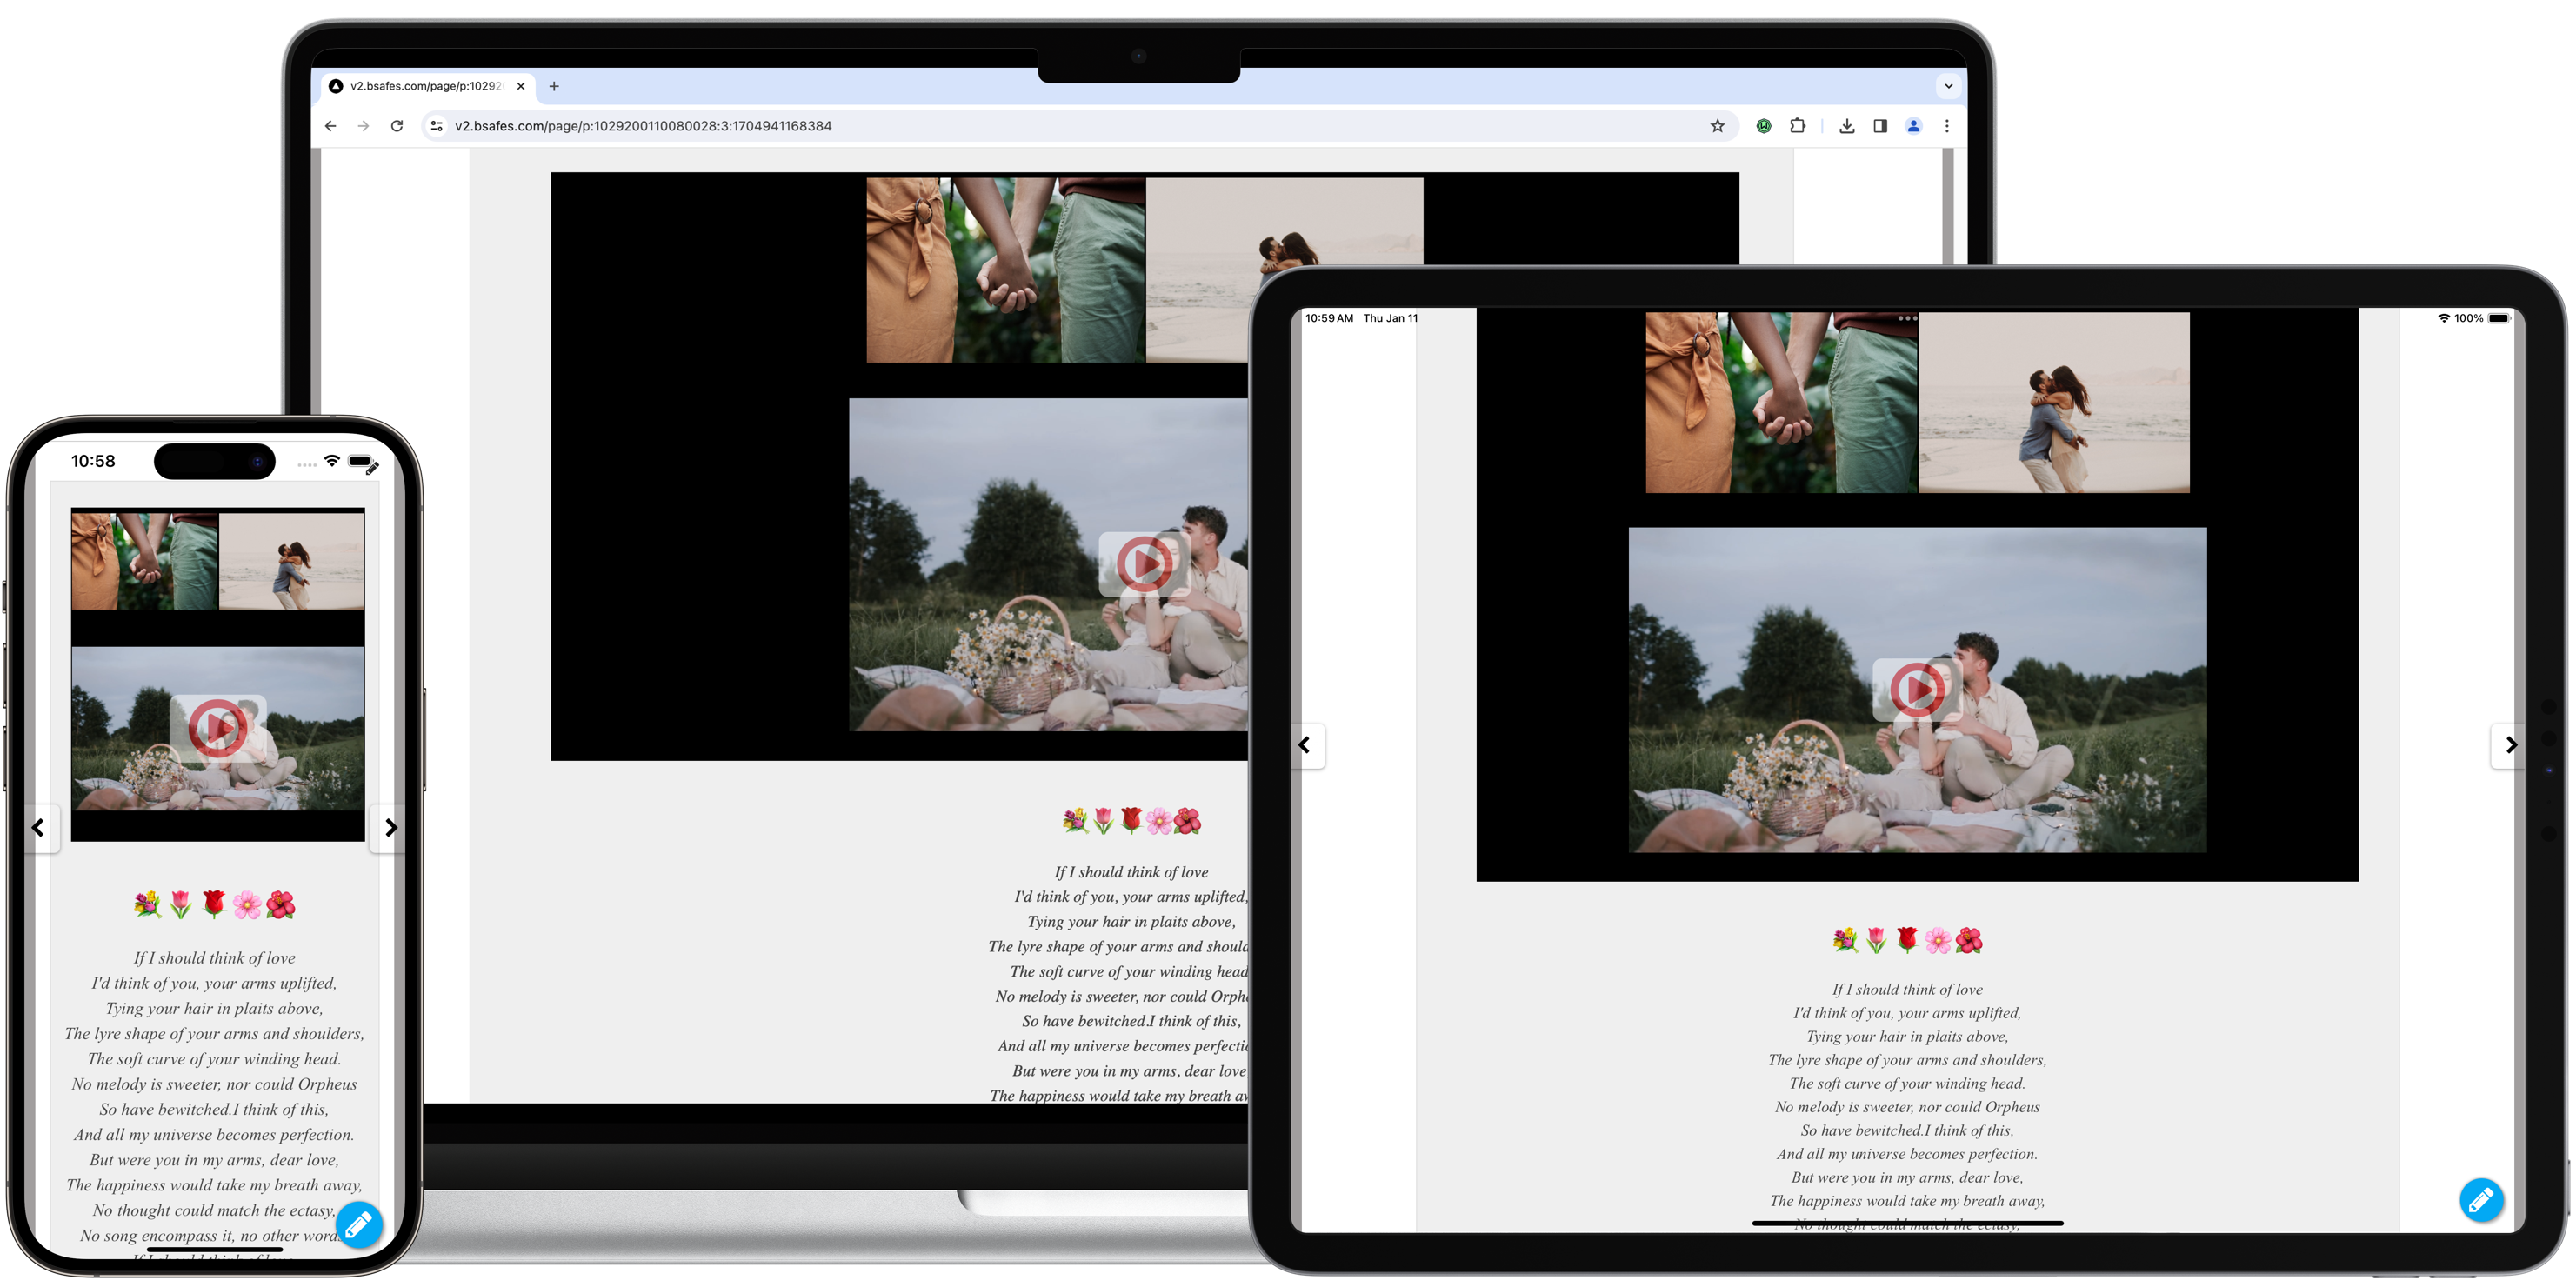 v2.bsafes.com/page/p:10292
v2.bsafes.com/page/p:1029200110080028:3:1704941168384
If I should think of love
I'd think of you, your arms uplifted,
Tying your hair in plaits above,
The lyre shape of your arms and
The soft curve of your winding head
No melody is sweeter, nor could
So have bewitched.I think of this,
And all my universe becomes
But were you in my arms, dear love
The happiness would take my breath
10:58
If I should think of love
I'd think of you, your arms uplifted,
Tying your hair in plaits above,
The lyre shape of your arms and shoulders,
The soft curve of your winding head.
No melody is sweeter, nor could Orpheus
So have bewitched.I think of this,
And all my universe becomes perfection.
But were you in my arms, dear love,
The happiness would take my breath away,
No thought could match the ectasy,
No song encompass it, no other
If I should think of love
10:59 AM Thu Jan 11
100%
If I should think of love
I'd think of you, your arms uplifted,
Tying your hair in plaits above,
The lyre shape of your arms and shoulders,
The soft curve of your winding head.
No melody is sweeter, nor could Orpheus
So have bewitched.I think of this,
And all my universe becomes perfection.
But were you in my arms, dear love,
The happiness would take my breath away,
No thought could match the ectasy,